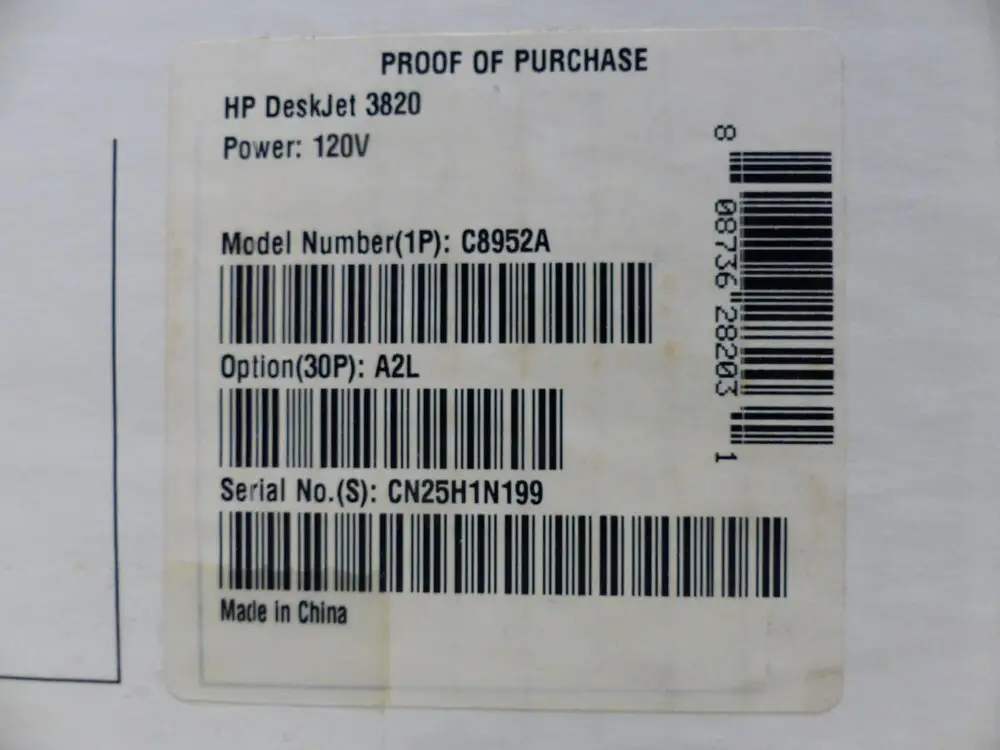 PROOF OF PURCHASE
HP DeskJet 3820
Power: 120V
Model Number(1P): C8952A
Option(30P): A2L
Serial No.(S): CN25H1N199
Made in China
8 08736 28203 1